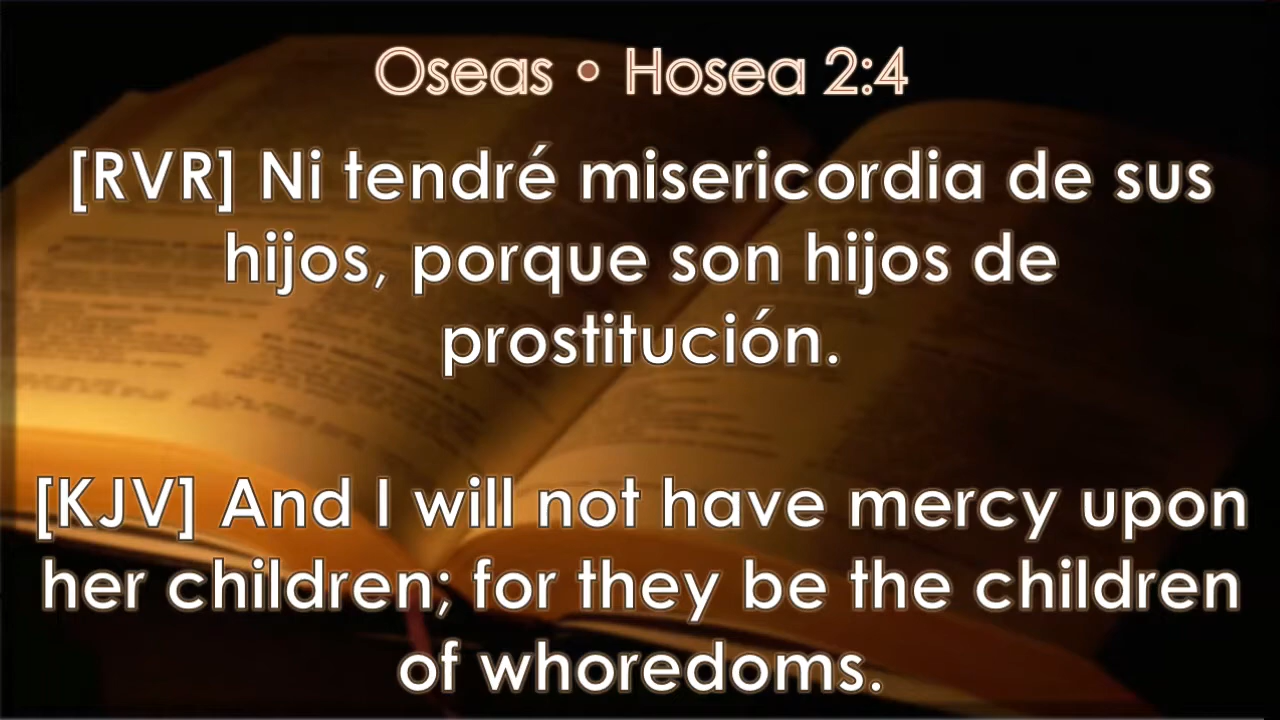 Oseas • Hosea 2:4
[RVR] Ni tendré misericordia de sus
hijos, porque son hijos de
prostitución.
[KJV] And I will not have mercy upon
her children; for they be the children
of whoredoms.